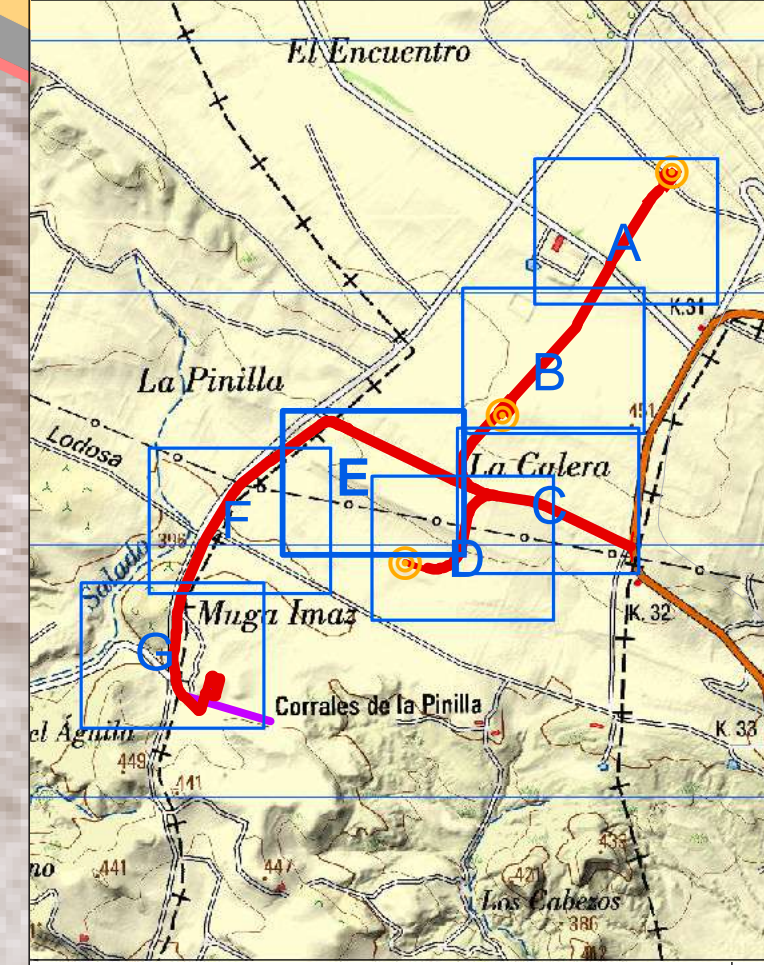 El Encuentro
A
K.31
La Pinilla
B
451
Lodosa
La Calera
E
C
F
396
D
Salado
Muga Imaz
K. 32
G
Corrales de la Pinilla
el Águila
K. 33
449
441
441
447
no
421
Los Cabezos
386